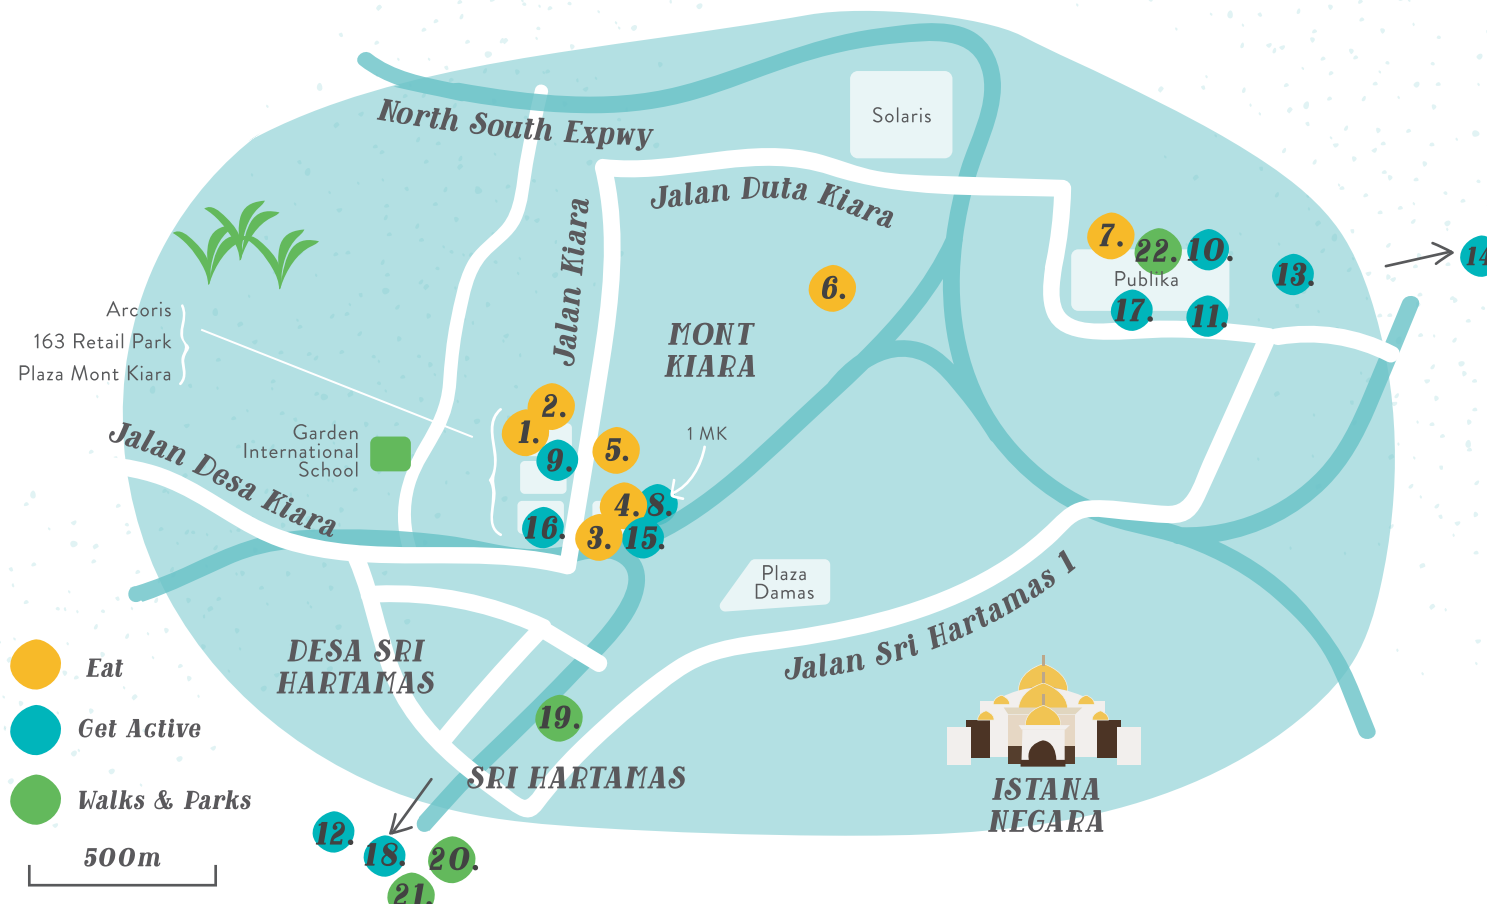 North South Expwy
Solaris
Jalan Duta Kiara
Jalan Kiara
7.
22.
10.
Publika
13.
14
17.
11.
6.
MONT
KIARA
Arcoris
163 Retail Park
Plaza Mont Kiara
2.
1.
9.
5.
1 MK
Garden
International
School
Jalan Desa Kiara
4.
8.
16.
3.
15.
Plaza
Damas
Jalan Sri Hartamas 1
DESA SRI
HARTAMAS
Eat
Get Active
Walks & Parks
500m
19.
SRI HARTAMAS
ISTANA
NEGARA
12.
18.
20.
21.